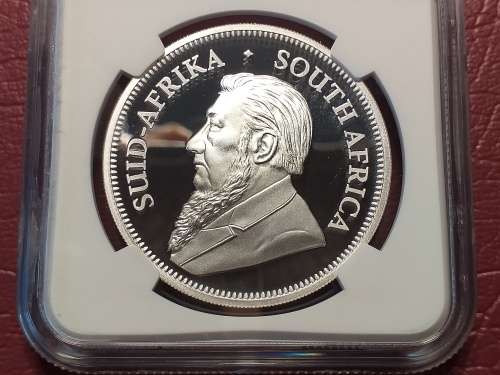 SUID-AFRIKA · SOUTH AFRICA